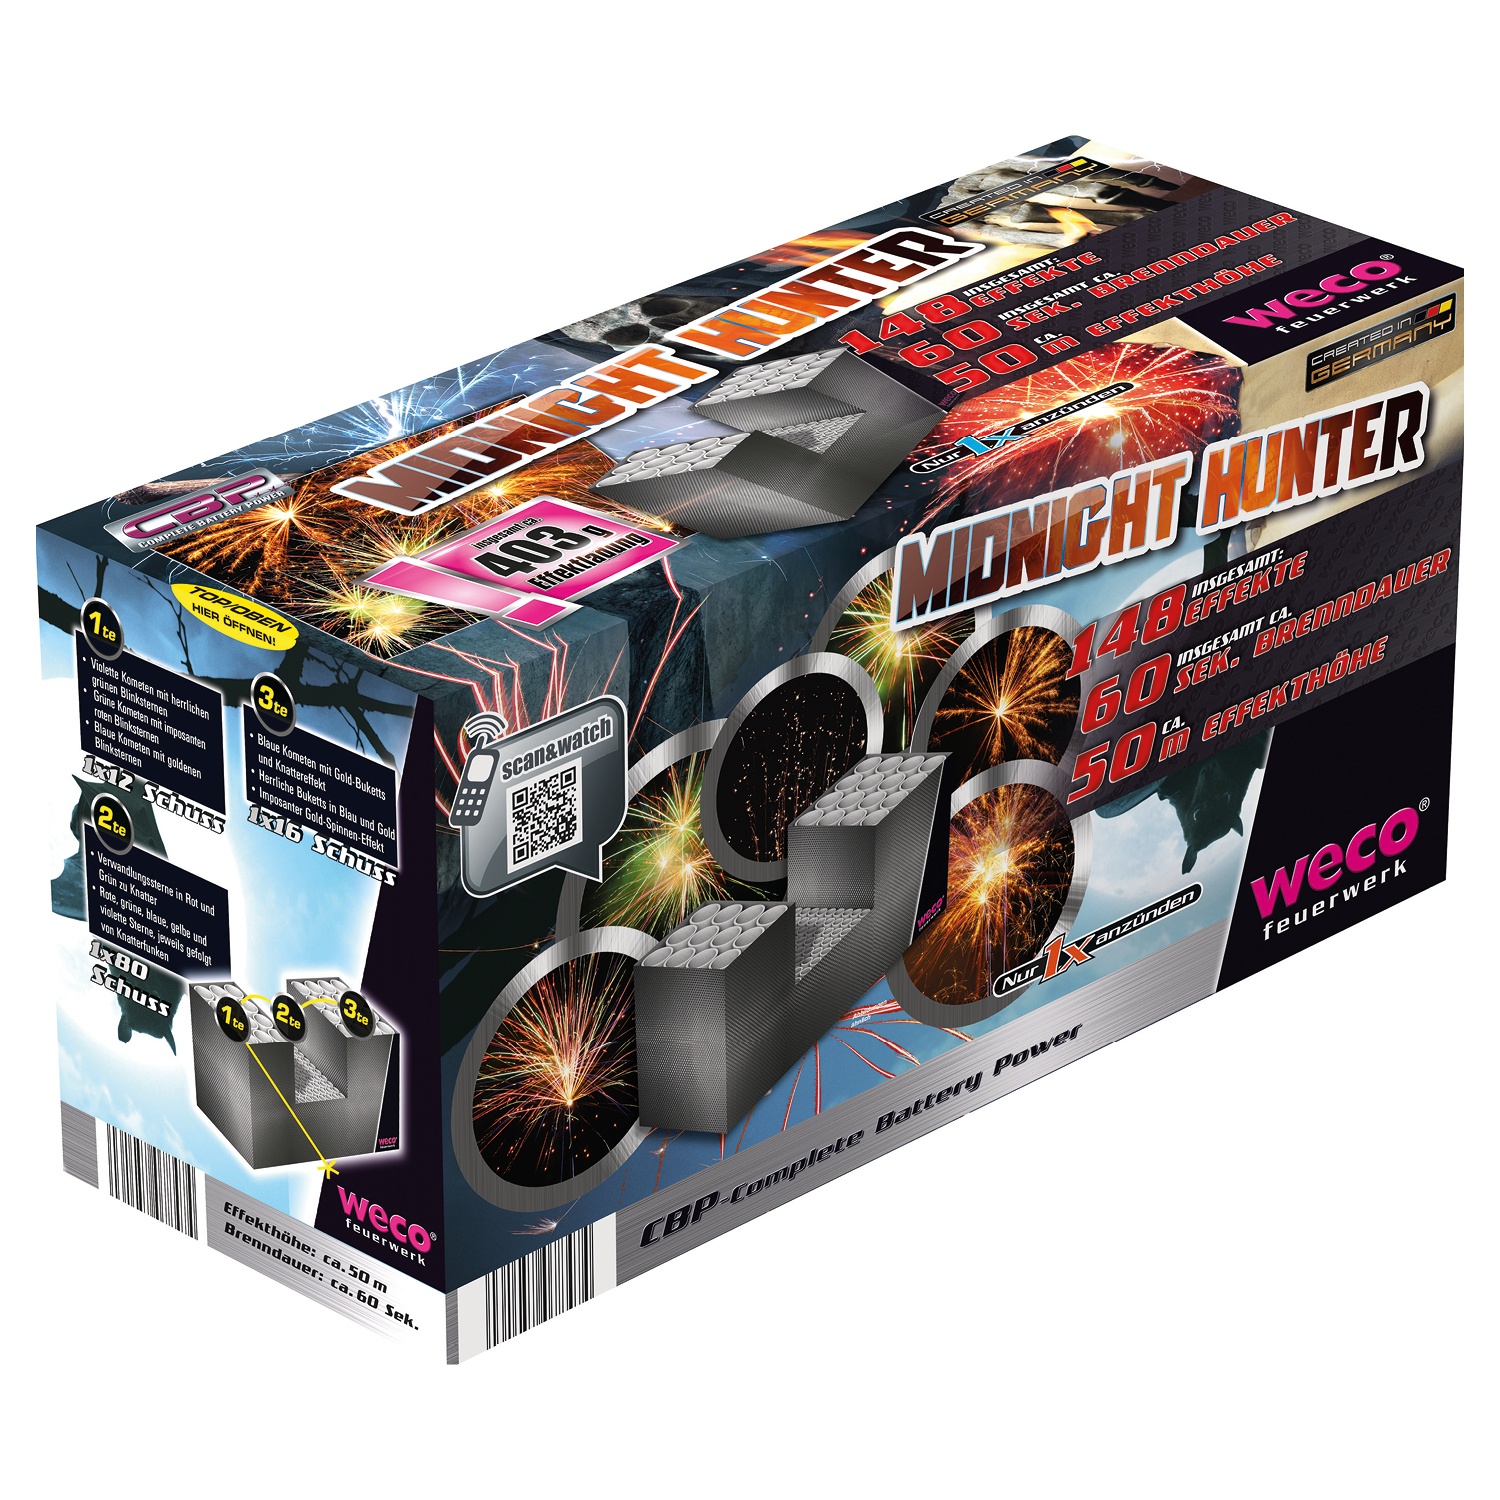 CREATED IN
GERMANY
MIDNIGHT HUNTER
148 INSGESAMT:
EFFEKTE
60 INSGESAMT CA.
SEK. BRENNDAUER
50 CA.
m EFFEKTHÖHE
weco®
feuerwerk
Nur 1x anzünden
CBP
COMPLETE BATTERY POWER
Insgesamt ca.
403 g
Effektladung
TOP/OBEN
HIER ÖFFNEN!
1te
• Violette Kometen mit herrlichen
grünen Blinksternen
• Grüne Kometen mit imposanten
roten Blinksternen
• Blaue Kometen mit goldenen
Blinksternen
1x12 Schuss
2te
• Verwandlungssterne in Rot und
Grün zu Knatter
• Rote, grüne, blaue, gelbe und
violette Sterne, jeweils gefolgt
von Knatterfunken
1x80
Schuss
3te
• Blaue Kometen mit Gold-Buketts
und Knattereffekt
• Herrliche Buketts in Blau und Gold
• Imposanter Gold-Spinnen-Effekt
1x16 Schuss
1te 2te 3te
weco
weco®
feuerwerk
Effekthöhe: ca. 50 m
Brenndauer: ca. 60 Sek.
scan&watch
CREATED IN
GERMANY
MIDNIGHT HUNTER
148 INSGESAMT:
EFFEKTE
60 INSGESAMT CA.
SEK. BRENNDAUER
50 CA.
m EFFEKTHÖHE
weco
weco®
feuerwerk
Nur 1x anzünden
CBP-Complete Battery Power